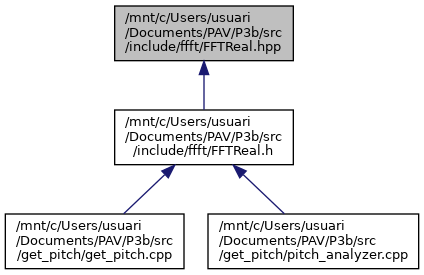 /mnt/c/Users/usuari
/Documents/PAV/P3b/src
/include/ffft/FFTReal.hpp
/mnt/c/Users/usuari
/Documents/PAV/P3b/src
/include/ffft/FFTReal.h
/mnt/c/Users/usuari
/Documents/PAV/P3b/src
/get_pitch/get_pitch.cpp
/mnt/c/Users/usuari
/Documents/PAV/P3b/src
/get_pitch/pitch_analyzer.cpp